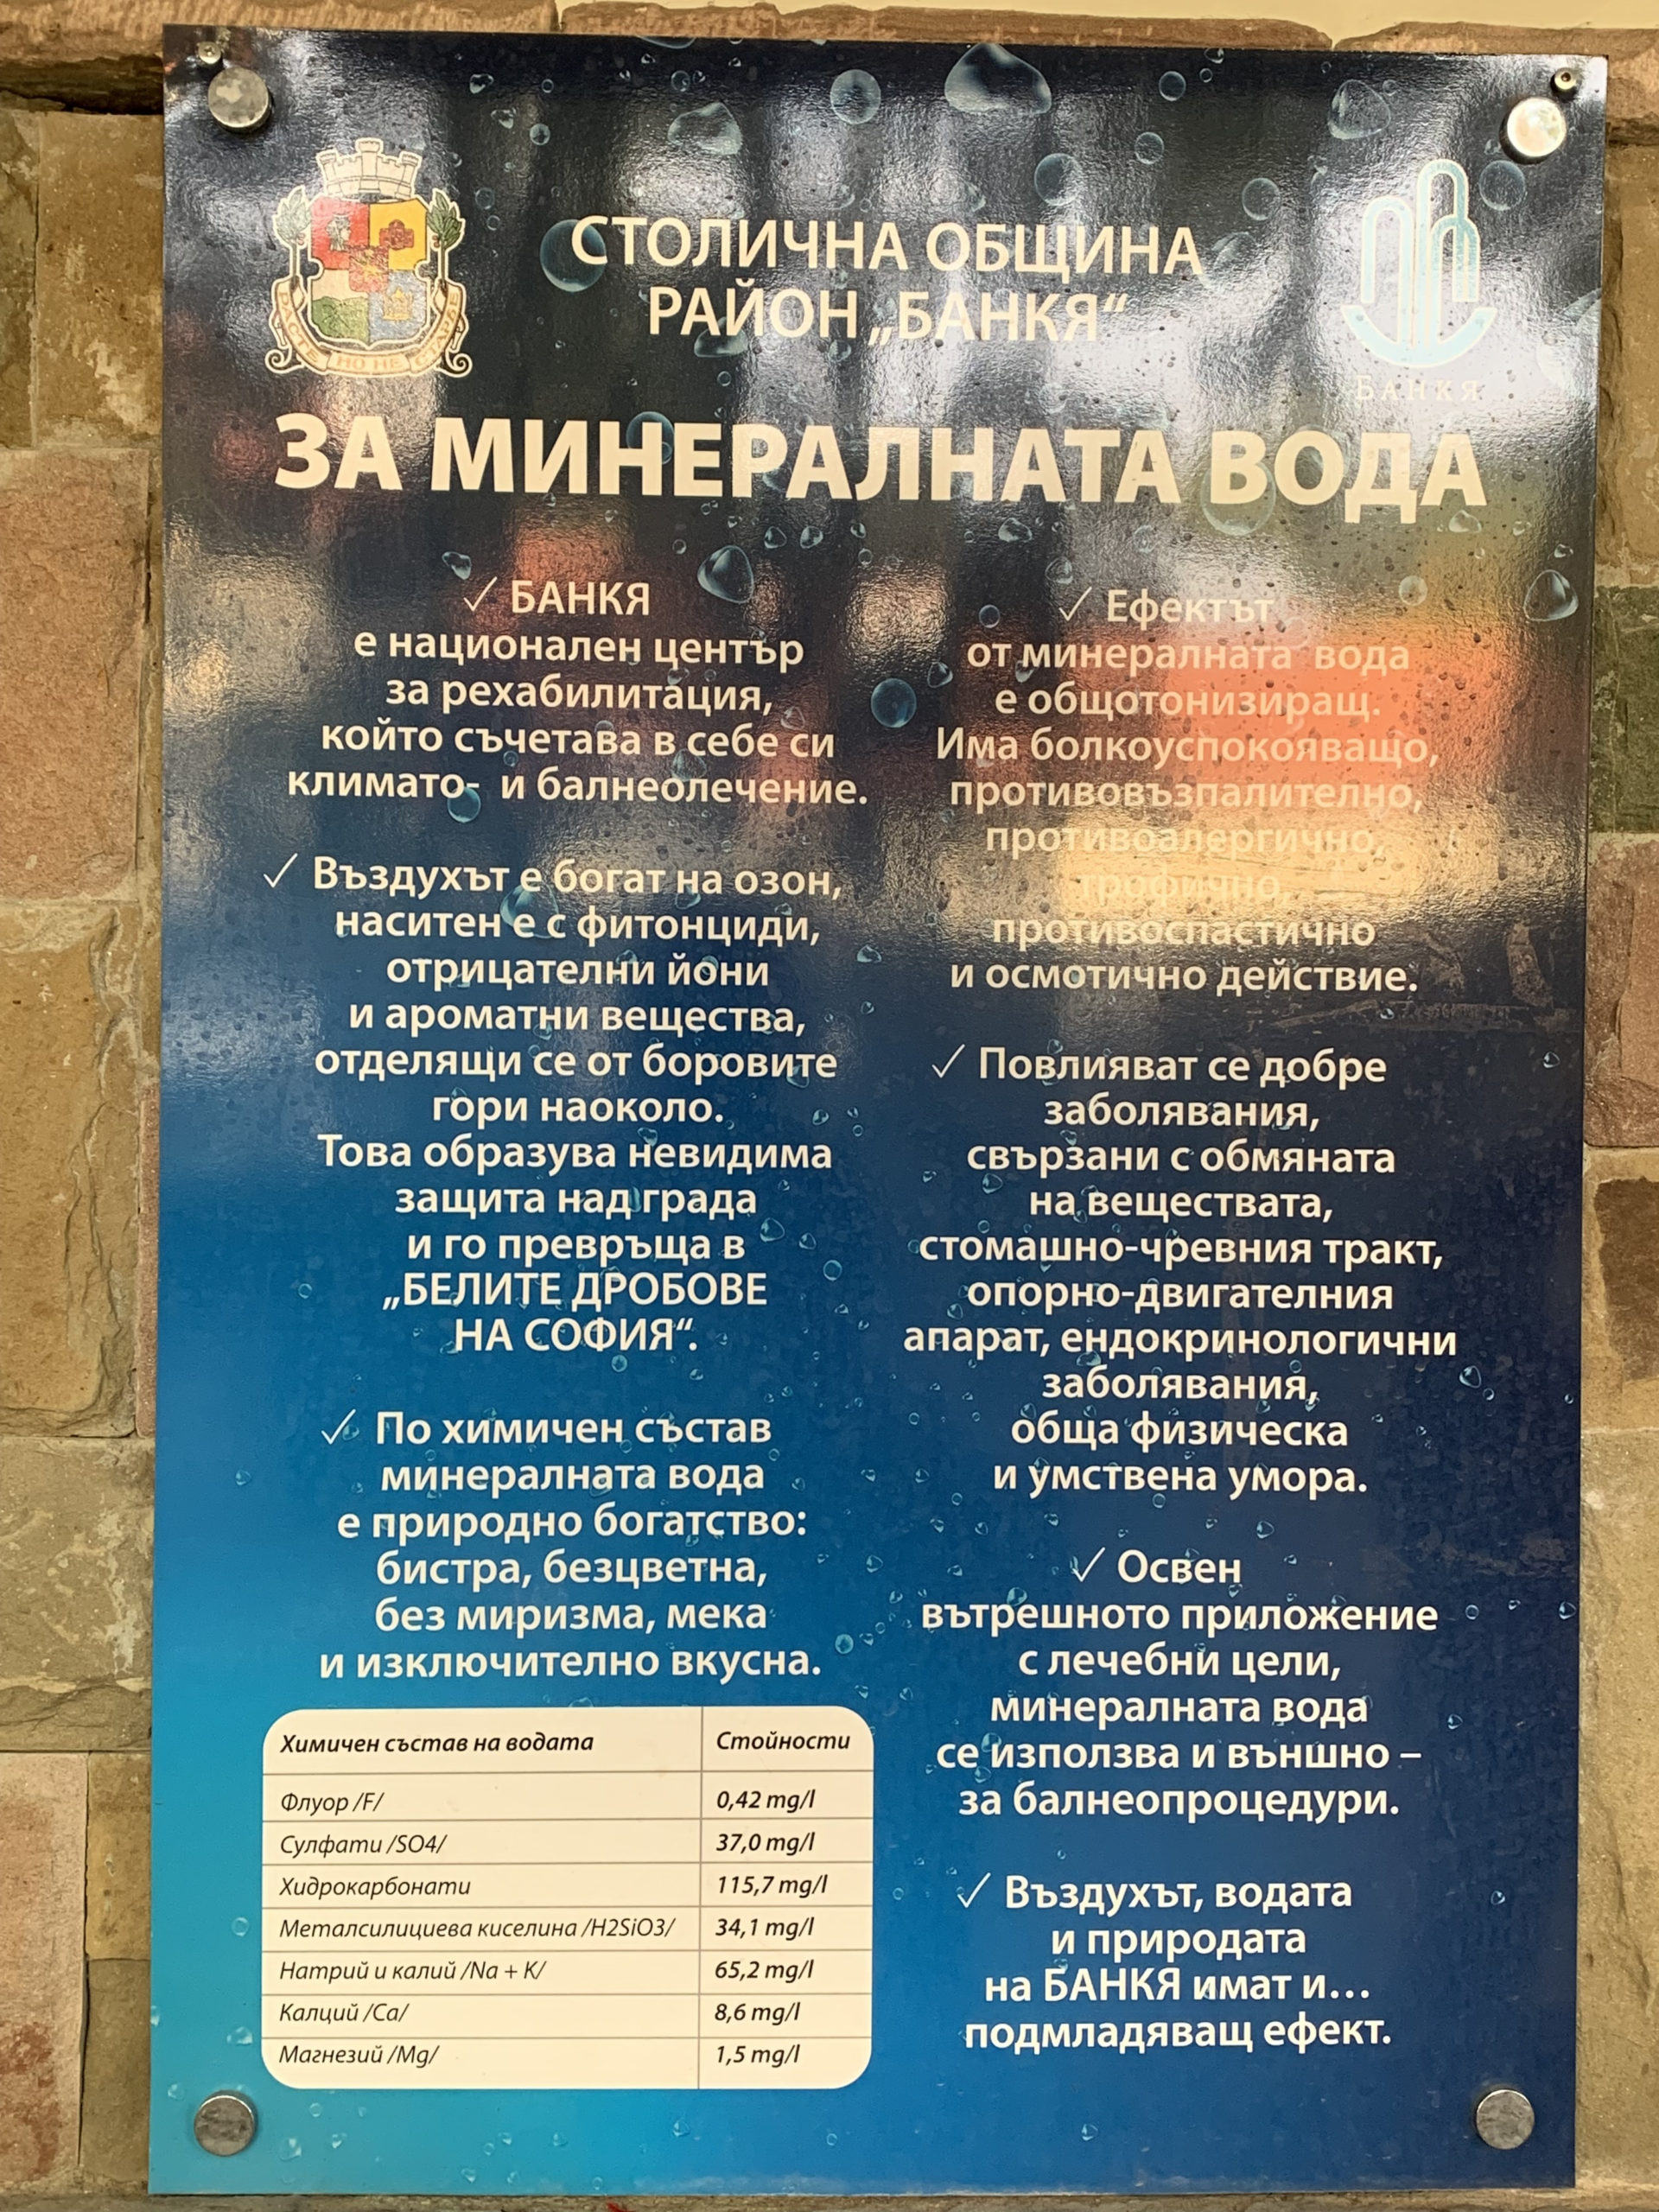 СТОЛИЧНА ОБЩИНА
РАЙОН „БАНКЯ“
РАСТЕ НО НЕ СТАРЕЕ
БАНКЯ
ЗА МИНЕРАЛНАТА ВОДА
✓ БАНКЯ
е национален център
за рехабилитация,
който съчетава в себе си
климато- и балнеолечение.
✓ Въздухът е богат на озон,
наситен е с фитонциди,
отрицателни йони
и ароматни вещества,
отделящи се от боровите
гори наоколо.
Това образува невидима
защита над града
и го превръща в
„БЕЛИТЕ ДРОБОВЕ
НА СОФИЯ“.
✓ По химичен състав
минералната вода
е природно богатство:
бистра, безцветна,
без миризма, мека
и изключително вкусна.
Химичен състав на водата Стойности
Флуор /F/ 0,42 mg/l
Сулфати /SO4/ 37,0 mg/l
Хидрокарбонати 115,7 mg/l
Металсилициева киселина /H2SiO3/ 34,1 mg/l
Натрий и калий /Na + K/ 65,2 mg/l
Калций /Ca/ 8,6 mg/l
Магнезий /Mg/ 1,5 mg/l
✓ Ефектът
от минералната вода
е общотонизиращ.
Има болкоуспокояващо,
противовъзпалително,
противоалергично,
трофично,
противоспастично
и осмотично действие.
✓ Повлияват се добре
заболявания,
свързани с обмяната
на веществата,
стомашно-чревния тракт,
опорно-двигателния
апарат, ендокринологични
заболявания,
обща физическа
и умствена умора.
✓ Освен
вътрешното приложение
с лечебни цели,
минералната вода
се използва и външно –
за балнеопроцедури.
✓ Въздухът, водата
и природата
на БАНКЯ имат и...
подмладяващ ефект.